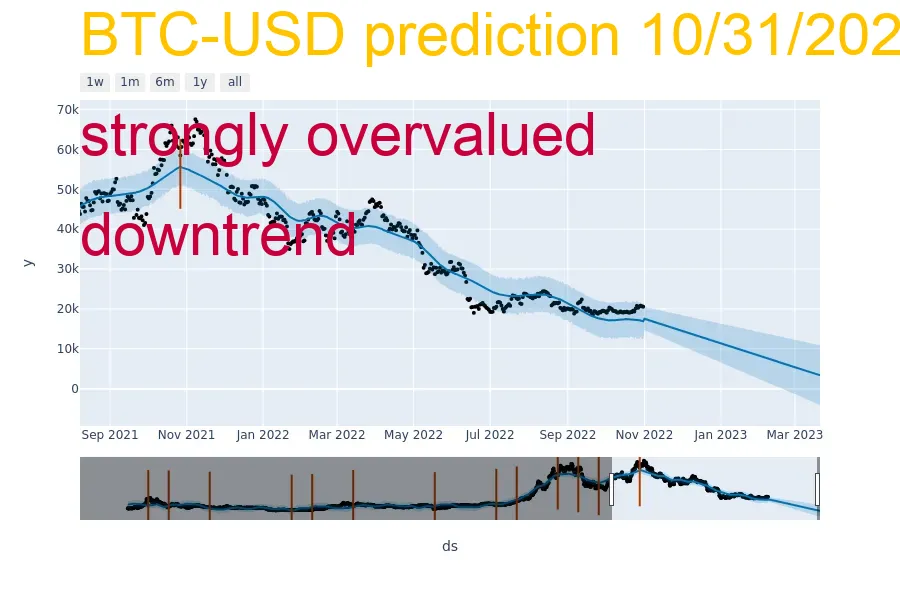 BTC-USD prediction 10/31/202
1w 1m 6m 1y all
70k
strongly overvalued
60k
50k
40k
downtrend
y
30k
20k
10k
0
Sep 2021 Nov 2021 Jan 2022 Mar 2022 May 2022 Jul 2022 Sep 2022 Nov 2022 Jan 2023 Mar 2023
ds